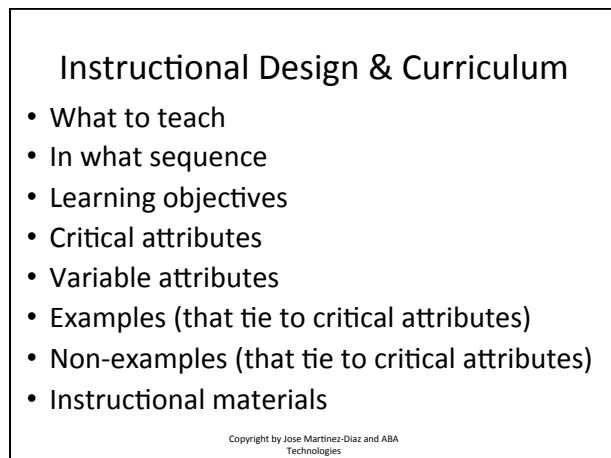 Instructional Design & Curriculum
• What to teach
• In what sequence
• Learning objectives
• Critical attributes
• Variable attributes
• Examples (that tie to critical attributes)
• Non-examples (that tie to critical attributes)
• Instructional materials
Copyright by Jose Martinez-Diaz and ABA
Technologies